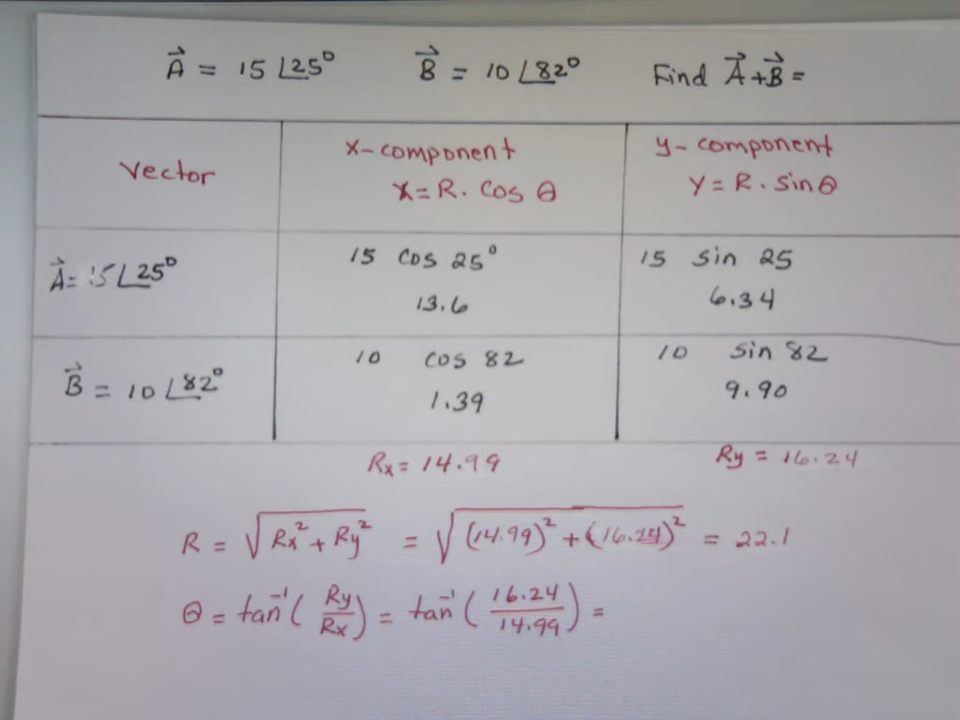 A⃗ = 15 ∠25° B⃗ = 10 ∠82° Find A⃗+B⃗ =
Vector
x-component
X = R. Cos θ
y-component
Y = R. Sin θ
A⃗ = 15 ∠25°
15 cos 25°
13.6
15 sin 25
6.34
B⃗ = 10 ∠82°
10 cos 82
1.39
10 sin 82
9.90
Rx = 14.99 Ry = 16.24
R = √(Rx² + Ry²) = √((14.99)² + (16.24)²) = 22.1
θ = tan⁻¹(Ry/Rx) = tan⁻¹(16.24/14.99) =